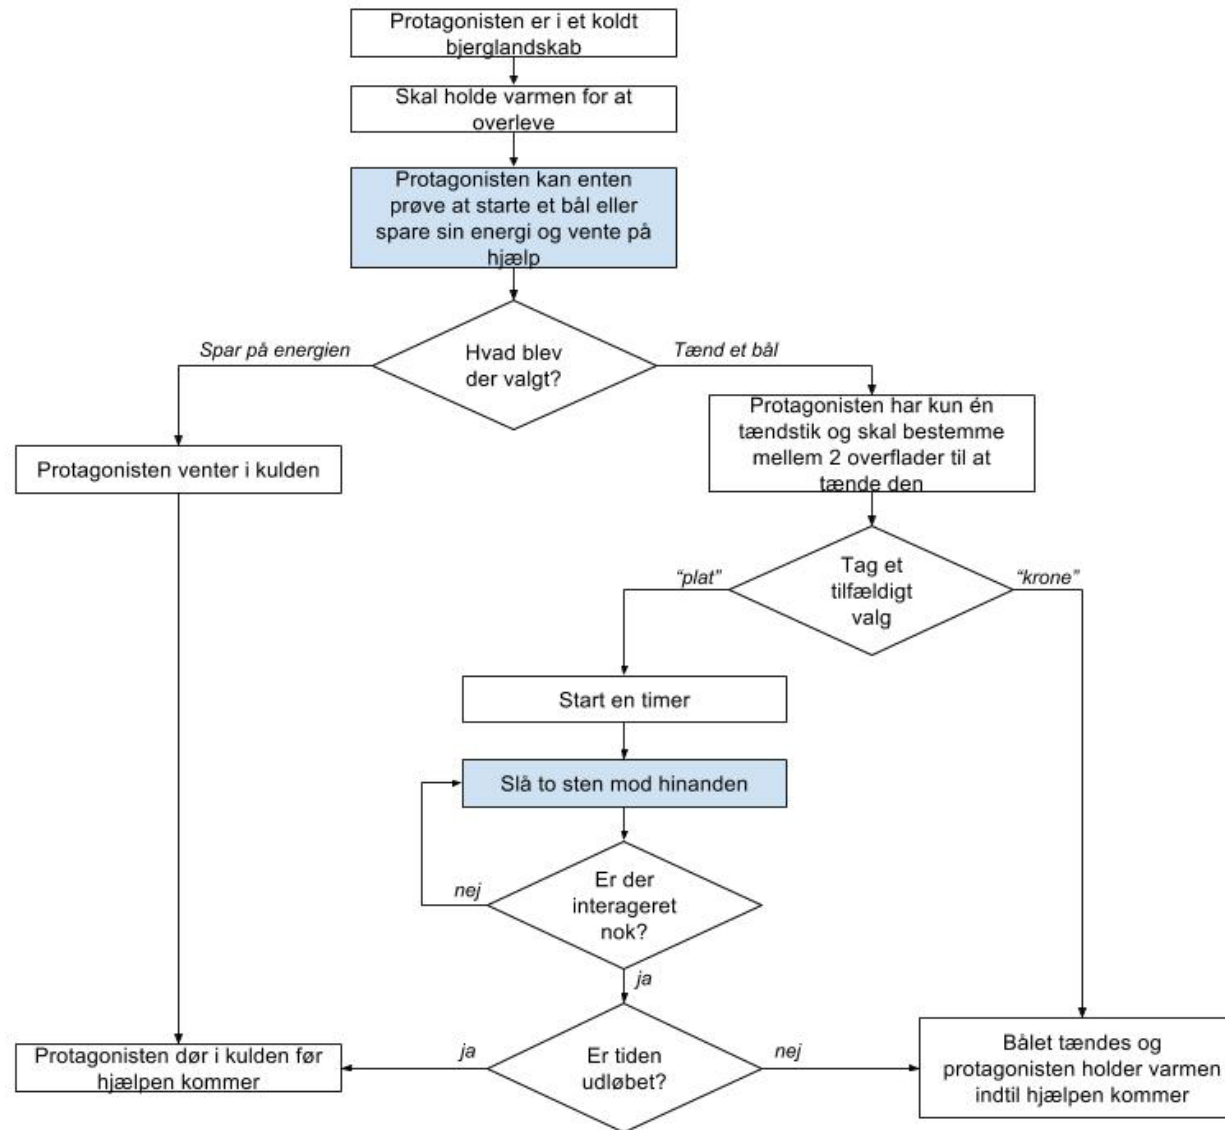 Protagonisten er i et koldt
bjerglandskab
Skal holde varmen for at
overleve
Protagonisten kan enten
prøve at starte et bål eller
spare sin energi og vente på
hjælp
Spar på energien
Hvad blev
der valgt?
Tænd et bål
Protagonisten venter i kulden
Protagonisten har kun én
tændstik og skal bestemme
mellem 2 overflader til at
tænde den
“plat”
Tag et
tilfældigt
valg
“krone”
Start en timer
Slå to sten mod hinanden
nej
Er der
interageret
nok?
ja
Protagonisten dør i kulden før
hjælpen kommer
ja
Er tiden
udløbet?
nej
Bålet tændes og
protagonisten holder varmen
indtil hjælpen kommer